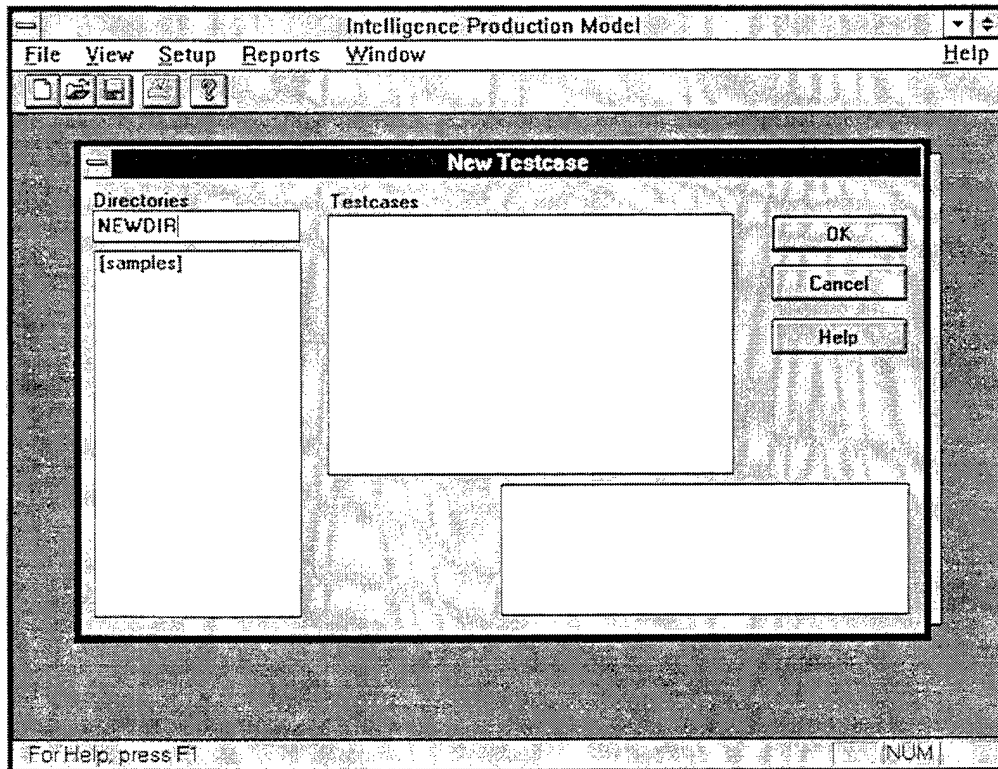 Intelligence Production Model
File View Setup Reports Window Help
New Testcase
Directories
NEWDIR
[samples]
Testcases
OK
Cancel
Help
For Help, press F1
NUM